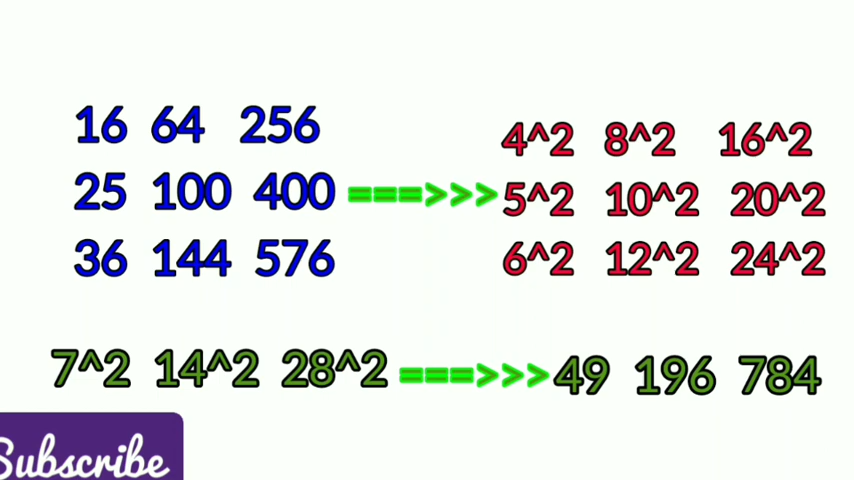 16 64 256
25 100 400 ===>>>
36 144 576
4^2 8^2 16^2
5^2 10^2 20^2
6^2 12^2 24^2
7^2 14^2 28^2 ===>>> 49 196 784
Subscribe